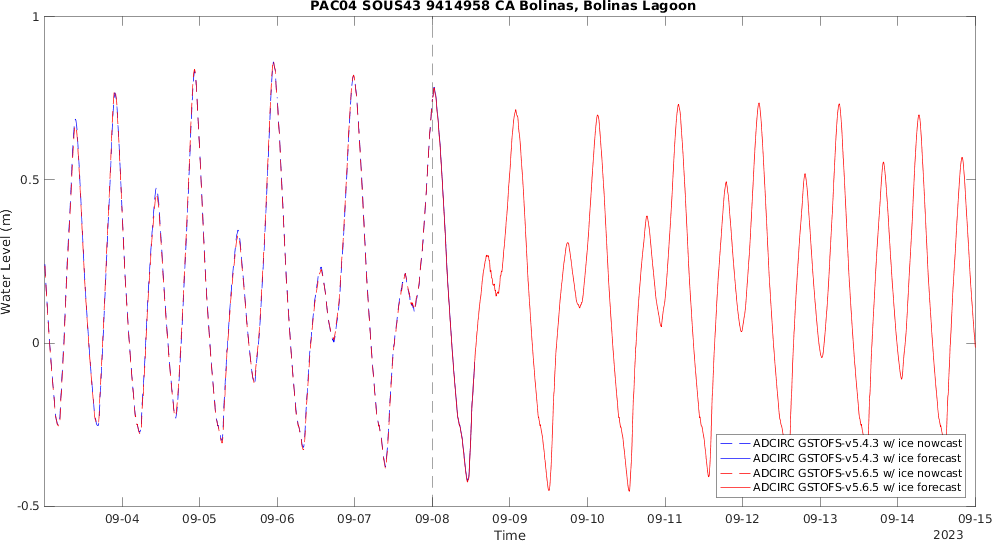 PAC04 SOUS43 9414958 CA Bolinas, Bolinas Lagoon
1
0.5
0
-0.5
Water Level (m)
09-04 09-05 09-06 09-07 09-08 09-09 09-10 09-11 09-12 09-13 09-14 09-15
Time
2023
ADCIRC GSTOFS-v5.4.3 w/ ice nowcast
ADCIRC GSTOFS-v5.4.3 w/ ice forecast
ADCIRC GSTOFS-v5.6.5 w/ ice nowcast
ADCIRC GSTOFS-v5.6.5 w/ ice forecast